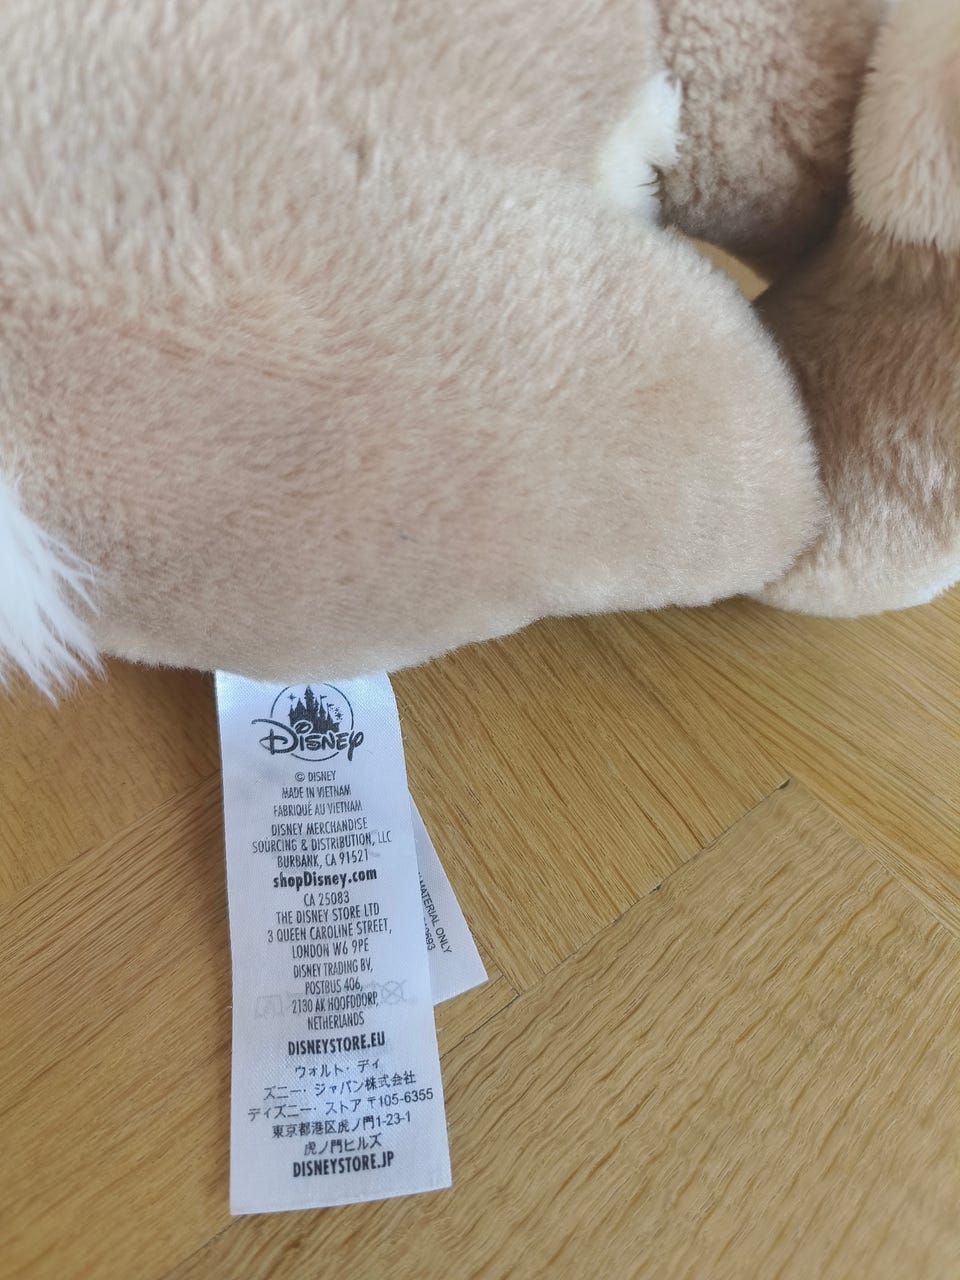 Disney
© DISNEY
MADE IN VIETNAM
FABRIQUÉ AU VIETNAM
DISNEY MERCHANDISE
SOURCING & DISTRIBUTION, LLC
BURBANK, CA 91521
shopDisney.com
CA 25083
THE DISNEY STORE LTD
3 QUEEN CAROLINE STREET,
LONDON W6 9PE
DISNEY TRADING BV,
POSTBUS 406,
2130 AK HOOFDDORP,
NETHERLANDS
DISNEYSTORE.EU
ウォルト・ディ
ズニー・ジャパン株式会社
ディズニー・ストア 〒105-6355
東京都港区虎ノ門1-23-1
虎ノ門ヒルズ
DISNEYSTORE.JP
MATERIAL ONLY